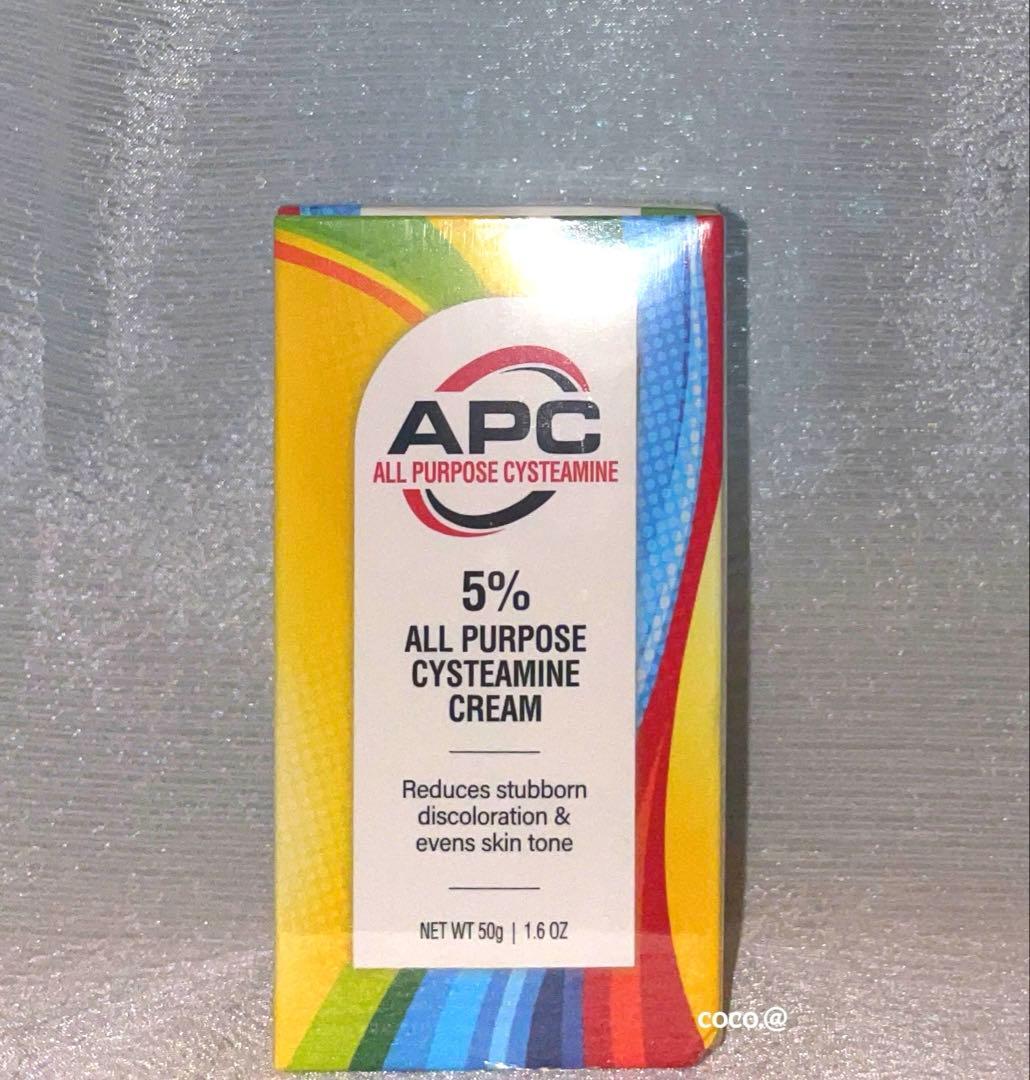 APC
ALL PURPOSE CYSTEAMINE
5%
ALL PURPOSE
CYSTEAMINE
CREAM
Reduces stubborn
discoloration &
evens skin tone
NET WT 50g | 1.6 OZ
coco.@